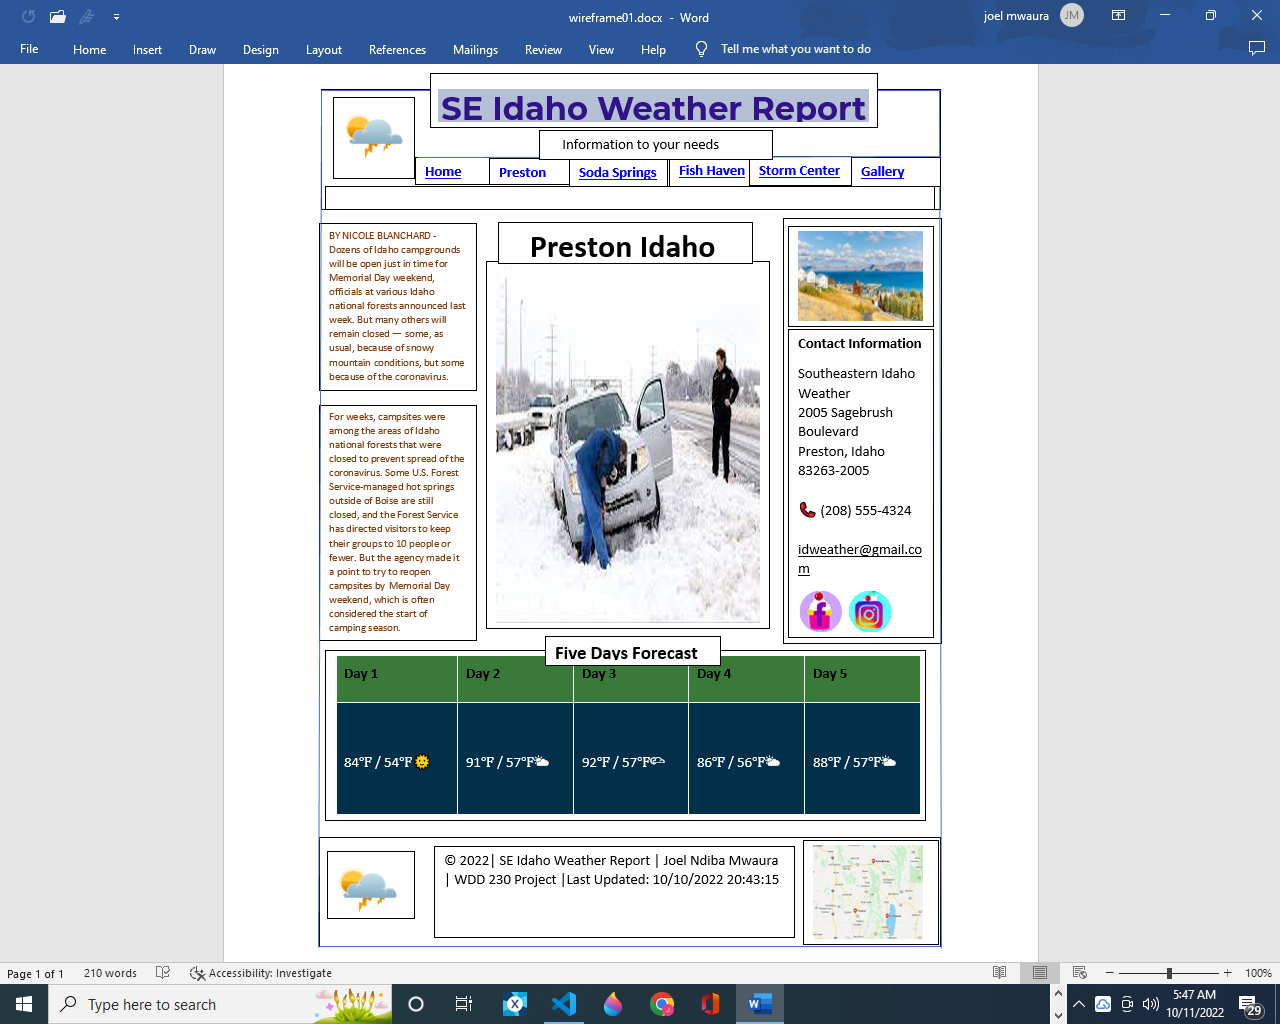 wireframe01.docx - Word
joel mwaura
JM
File Home Insert Draw Design Layout References Mailings Review View Help Tell me what you want to do
SE Idaho Weather Report
Information to your needs
Home Preston Soda Springs Fish Haven Storm Center Gallery
BY NICOLE BLANCHARD -
Dozens of Idaho campgrounds
will be open just in time for
Memorial Day weekend,
officials at various Idaho
national forests announced last
week. But many others will
remain closed — some, as
usual, because of snowy
mountain conditions, but some
because of the coronavirus.
For weeks, campsites were
among the areas of Idaho
national forests that were
closed to prevent spread of the
coronavirus. Some U.S. Forest
Service-managed hot springs
outside of Boise are still
closed, and the Forest Service
has directed visitors to keep
their groups to 10 people or
fewer. But the agency made it
a point to try to reopen
campsites by Memorial Day
weekend, which is often
considered the start of
camping season.
Preston Idaho
Contact Information
Southeastern Idaho
Weather
2005 Sagebrush
Boulevard
Preston, Idaho
83263-2005
(208) 555-4324
idweather@gmail.co
m
Five Days Forecast
Day 1 Day 2 Day 3 Day 4 Day 5
84°F / 54°F 91°F / 57°F 92°F / 57°F 86°F / 56°F 88°F / 57°F
© 2022| SE Idaho Weather Report | Joel Ndiba Mwaura
| WDD 230 Project |Last Updated: 10/10/2022 20:43:15
Page 1 of 1 210 words Accessibility: Investigate 100%
Type here to search
5:47 AM
10/11/2022
29